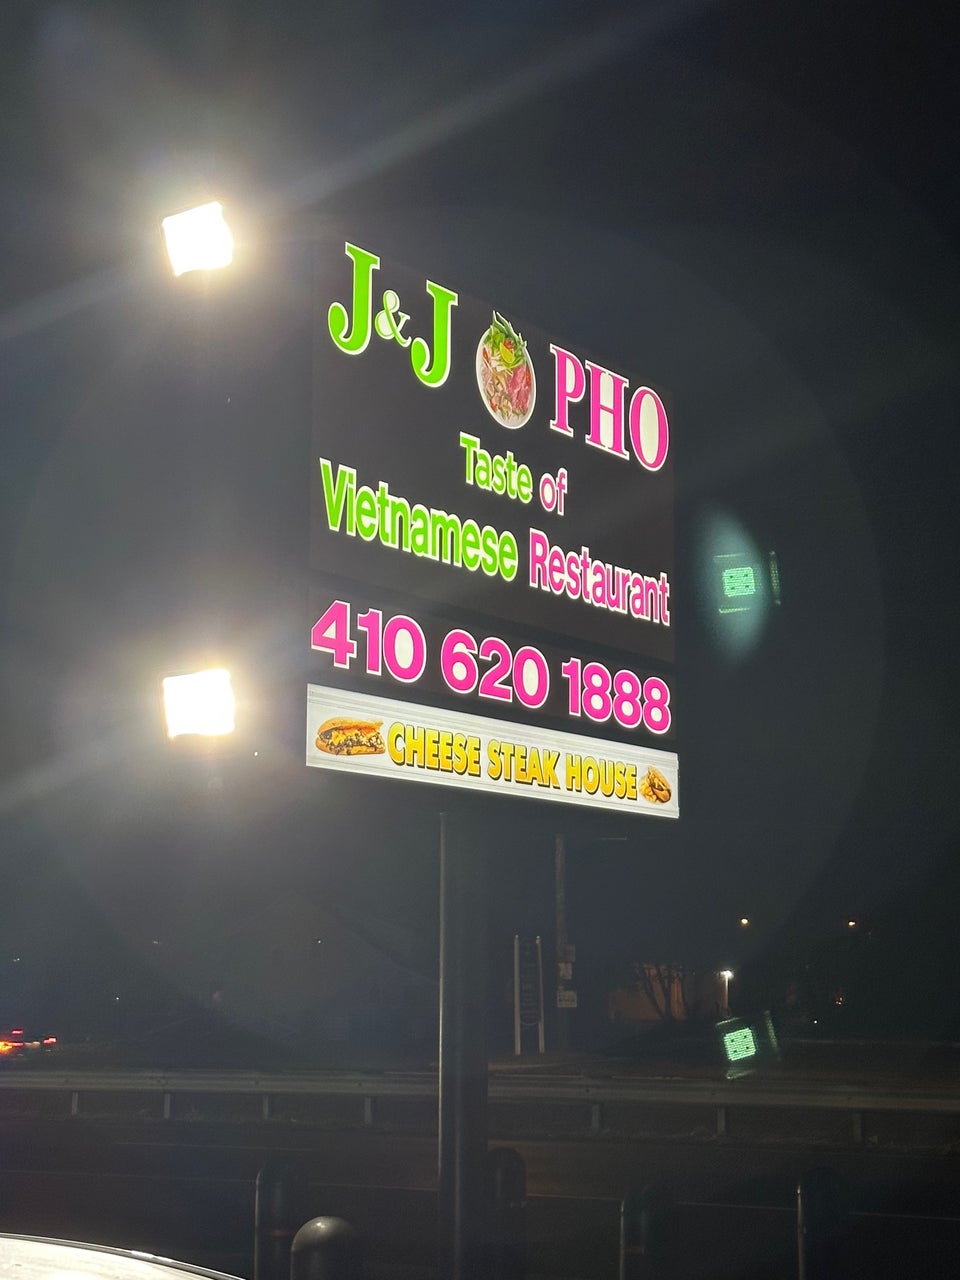 J&J PHO
Taste of
Vietnamese Restaurant
410 620 1888
CHEESE STEAK HOUSE